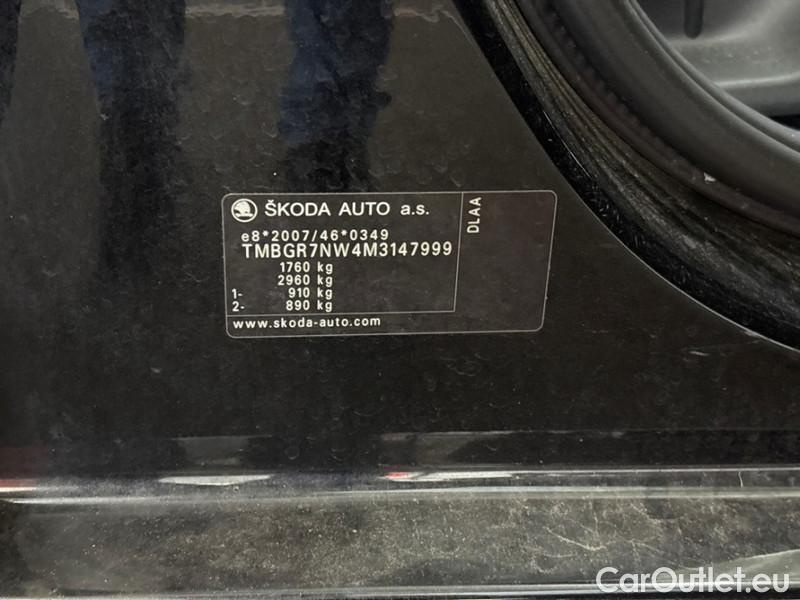 ŠKODA AUTO a.s.
DLAA
e8*2007/46*0349
TMBGR7NW4M3147999
1760 kg
2960 kg
1- 910 kg
2- 890 kg
www.skoda-auto.com
CarOutlet.eu